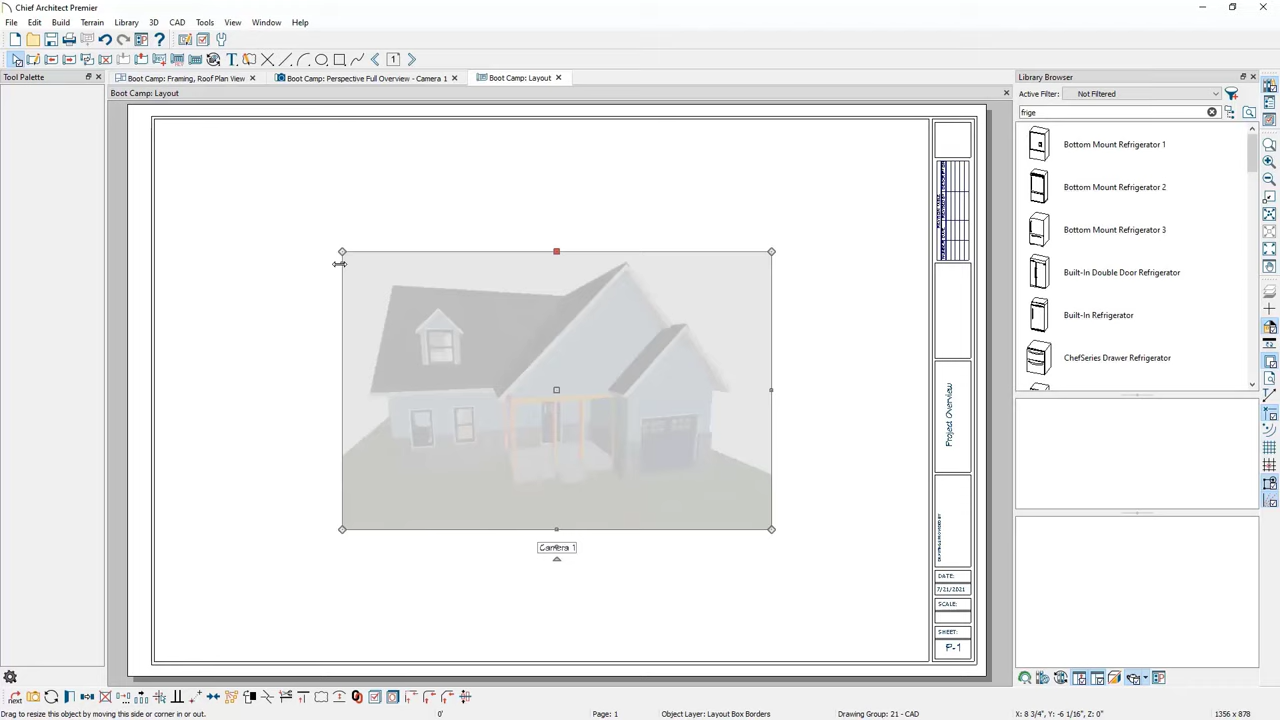 Chief Architect Premier
File Edit Build Terrain Library 3D CAD Tools View Window Help
Tool Palette
Boot Camp: Framing, Roof Plan View
Boot Camp: Perspective Full Overview - Camera 1
Boot Camp: Layout
Library Browser
Boot Camp: Layout
Active Filter: Not Filtered
frige
Bottom Mount Refrigerator 1
Bottom Mount Refrigerator 2
Bottom Mount Refrigerator 3
Built-In Double Door Refrigerator
Built-In Refrigerator
ChefSeries Drawer Refrigerator
Project Overview
Camera 1
DATE:
7/21/2021
SCALE:
SHEET:
P-1
next
Drag to resize this object by moving this side or corner in or out.
0'
Page: 1
Object Layer: Layout Box Borders
Drawing Group: 21 - CAD
X: 8 3/4", Y: -6 1/16", Z: 0"
1356 x 878